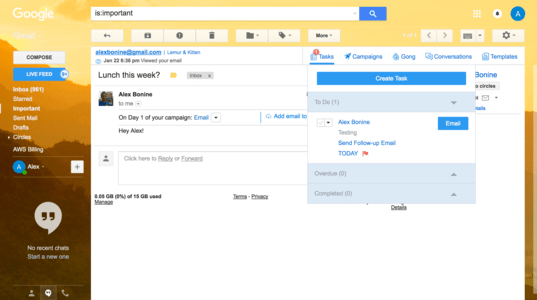 Google
is:important
A
Gmail
More
1 of 1
COMPOSE
LIVE FEED
Inbox (961)
Starred
Important
Sent Mail
Drafts
Circles
AWS Billing
Alex
No recent chats
Start a new one
alexbonine@gmail.com | Lemur & Kitten
Jan 22 6:38 pm Viewed your email
Lunch this week?
Inbox x
Alex Bonine
to me
On Day 1 of your campaign: Email
Add email to
Hey Alex!
Click here to Reply or Forward
0.05 GB (0%) of 15 GB used
Manage
Terms - Privacy
Details
1
Tasks
Campaigns
Gong
Conversations
Templates
Create Task
To Do (1)
Alex Bonine
Testing
Send Follow-up Email
TODAY
Email
Overdue (0)
Completed (0)
Bonine
to circles